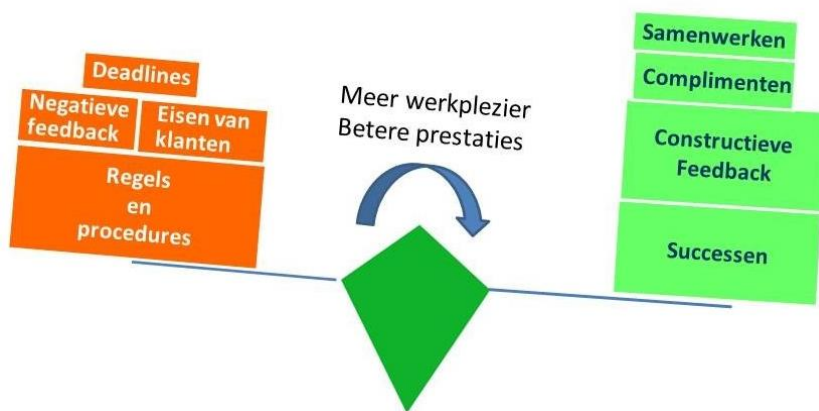 Deadlines
Negatieve
feedback
Eisen van
klanten
Regels
en
procedures
Meer werkplezier
Betere prestaties
Samenwerken
Complimenten
Constructieve
Feedback
Successen